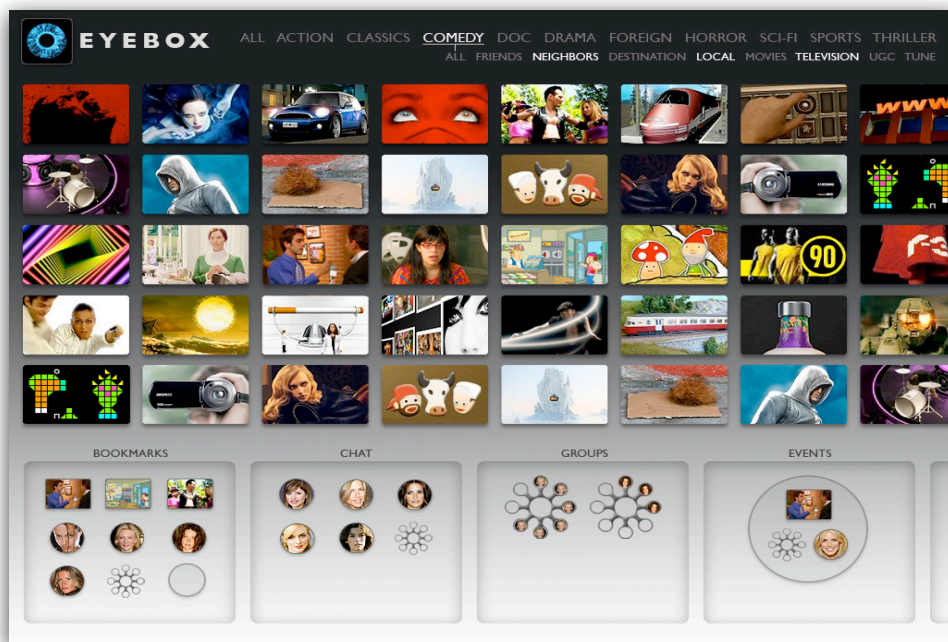 EYEBOX
ALL ACTION CLASSICS COMEDY DOC DRAMA FOREIGN HORROR SCI-FI SPORTS THRILLER
ALL FRIENDS NEIGHBORS DESTINATION LOCAL MOVIES TELEVISION UGC TUNE
WWW
SAMSUNG
90
BOOKMARKS CHAT GROUPS EVENTS